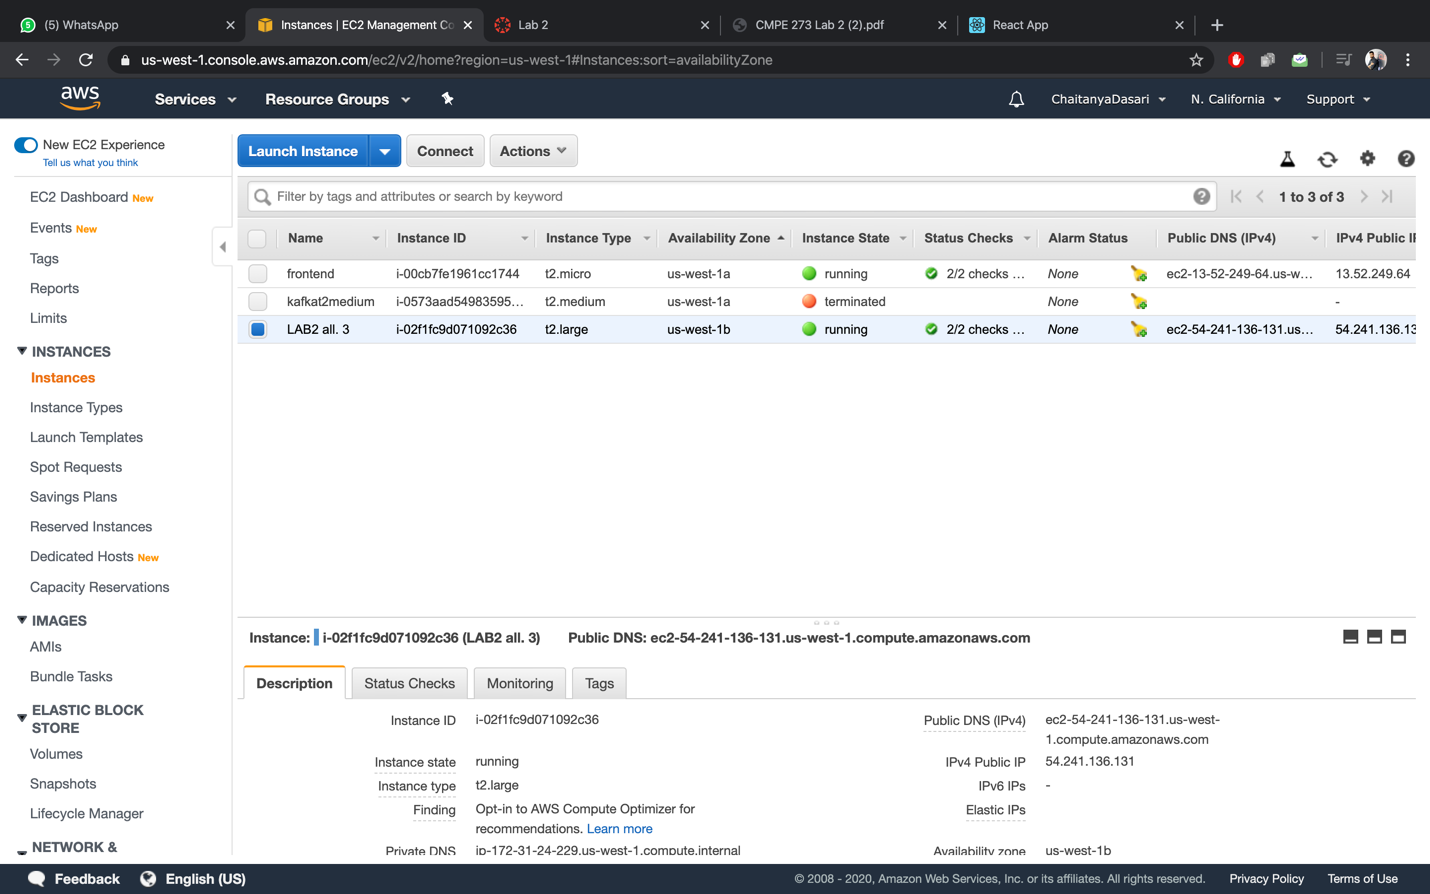 (5) WhatsApp
Instances | EC2 Management Co
Lab 2
CMPE 273 Lab 2 (2).pdf
React App
us-west-1.console.aws.amazon.com/ec2/v2/home?region=us-west-1#Instances:sort=availabilityZone
aws
Services
Resource Groups
ChaitanyaDasari
N. California
Support
New EC2 Experience
Tell us what you think
EC2 Dashboard New
Events New
Tags
Reports
Limits
INSTANCES
Instances
Instance Types
Launch Templates
Spot Requests
Savings Plans
Reserved Instances
Dedicated Hosts New
Capacity Reservations
IMAGES
AMIs
Bundle Tasks
ELASTIC BLOCK
STORE
Volumes
Snapshots
Lifecycle Manager
NETWORK &
Launch Instance
Connect
Actions
Filter by tags and attributes or search by keyword
1 to 3 of 3
Name Instance ID Instance Type Availability Zone Instance State Status Checks Alarm Status Public DNS (IPv4) IPv4 Public IP
frontend i-00cb7fe1961cc1744 t2.micro us-west-1a running 2/2 checks ... None ec2-13-52-249-64.us-w... 13.52.249.64
kafkat2medium i-0573aad54983595... t2.medium us-west-1a terminated None -
LAB2 all. 3 i-02f1fc9d071092c36 t2.large us-west-1b running 2/2 checks ... None ec2-54-241-136-131.us... 54.241.136.13
Instance: i-02f1fc9d071092c36 (LAB2 all. 3) Public DNS: ec2-54-241-136-131.us-west-1.compute.amazonaws.com
Description
Status Checks
Monitoring
Tags
Instance ID i-02f1fc9d071092c36
Instance state running
Instance type t2.large
Finding Opt-in to AWS Compute Optimizer for
recommendations. Learn more
Private DNS ip-172-31-24-229.us-west-1.compute.internal
Public DNS (IPv4) ec2-54-241-136-131.us-west-
1.compute.amazonaws.com
IPv4 Public IP 54.241.136.131
IPv6 IPs -
Elastic IPs
Availability zone us-west-1b
Feedback
English (US)
© 2008 - 2020, Amazon Web Services, Inc. or its affiliates. All rights reserved.
Privacy Policy
Terms of Use